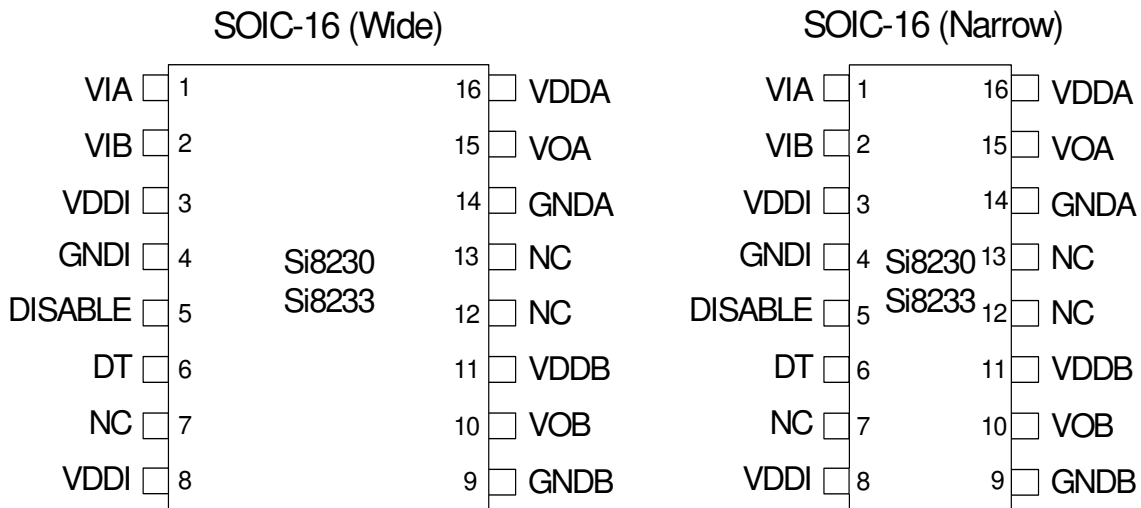 SOIC-16 (Wide)
VIA 1 16 VDDA
VIB 2 15 VOA
VDDI 3 14 GNDA
GNDI 4 13 NC
DISABLE 5 12 NC
DT 6 11 VDDB
NC 7 10 VOB
VDDI 8 9 GNDB
Si8230
Si8233
SOIC-16 (Narrow)
VIA 1 16 VDDA
VIB 2 15 VOA
VDDI 3 14 GNDA
GNDI 4 13 NC
DISABLE 5 12 NC
DT 6 11 VDDB
NC 7 10 VOB
VDDI 8 9 GNDB
Si8230
Si8233